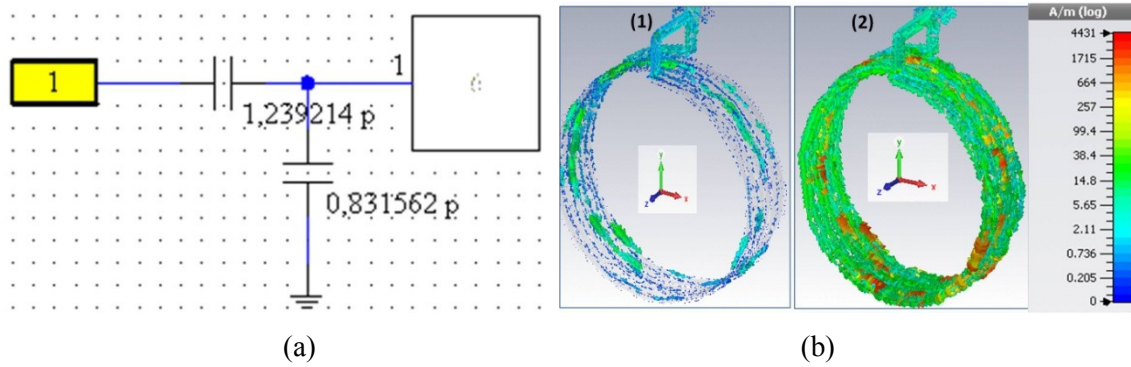 1
1
1,239214 p
0,831562 p
(1)
y
x
z
(2)
y
x
z
A/m (log)
4431
1715
664
257
99.4
38.4
14.8
5.65
2.11
0.736
0.205
0
(a)
(b)